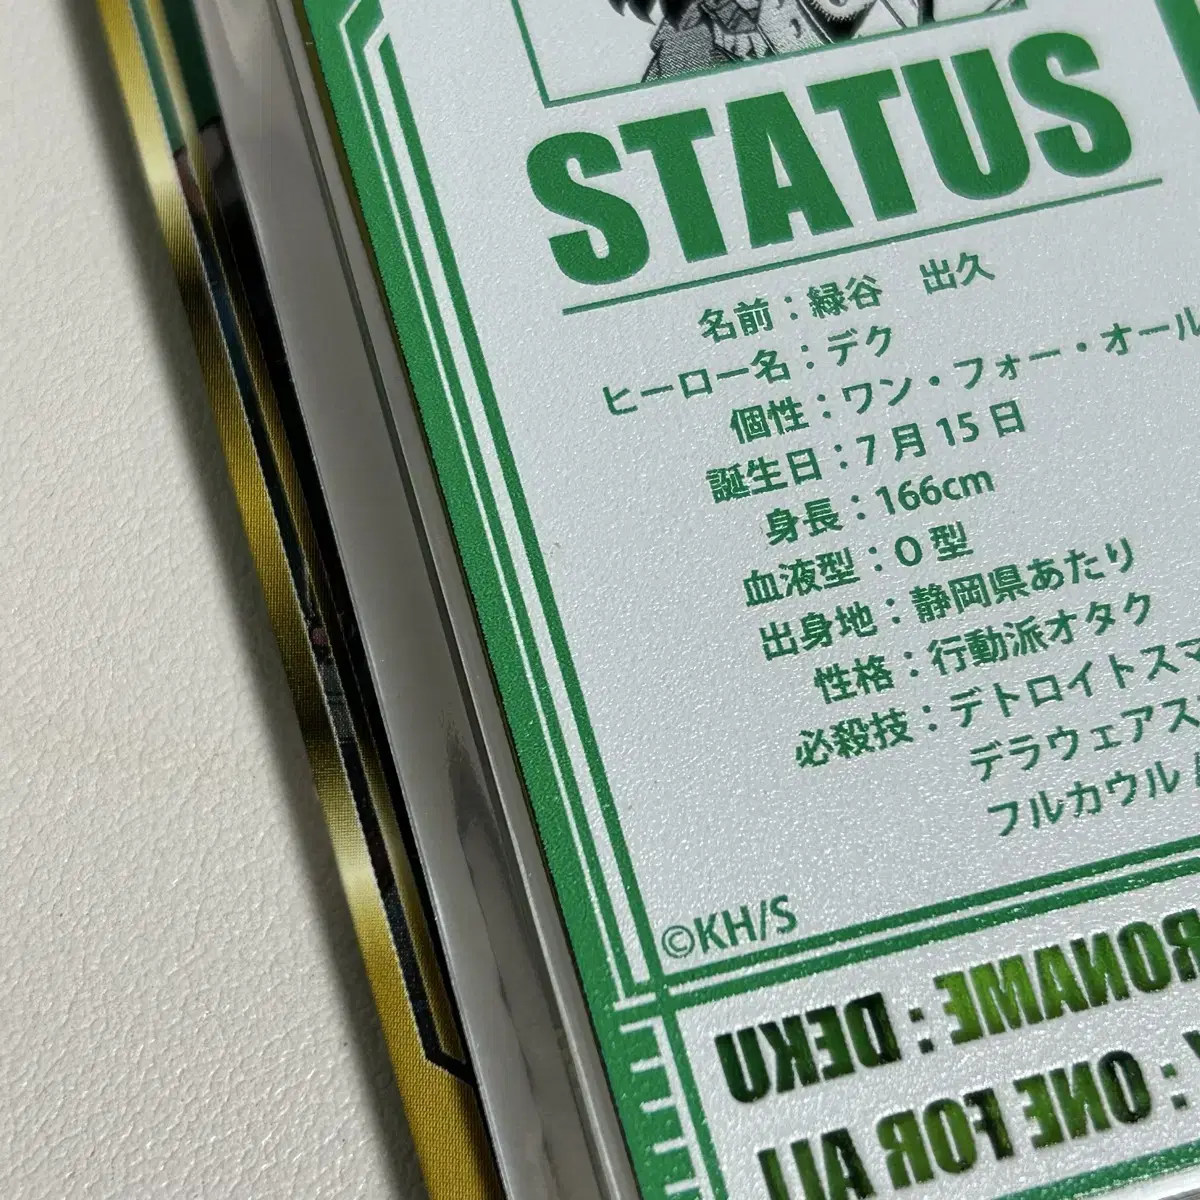 STATUS
名前：緑谷　出久
ヒーロー名：デク
個性：ワン・フォー・オール
誕生日：7月15日
身長：166cm
血液型：O型
出身地：静岡県あたり
性格：行動派オタク
必殺技：デトロイトスマ
デラウェアス
フルカウル
©KH/S
RONAME : DEKU
: ONE FOR ALL